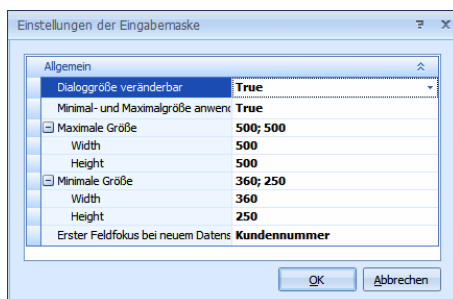 Einstellungen der Eingabemaske
Allgemein
Dialoggröße veränderbar True
Minimal- und Maximalgröße anwend True
Maximale Größe 500; 500
Width 500
Height 500
Minimale Größe 360; 250
Width 360
Height 250
Erster Feldfokus bei neuem Datens Kundennummer
OK Abbrechen